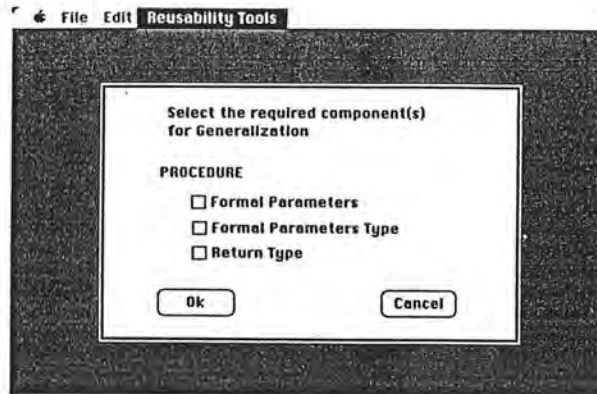 File Edit Reusability Tools
Select the required component(s)
for Generalization
PROCEDURE
Formal Parameters
Formal Parameters Type
Return Type
Ok Cancel